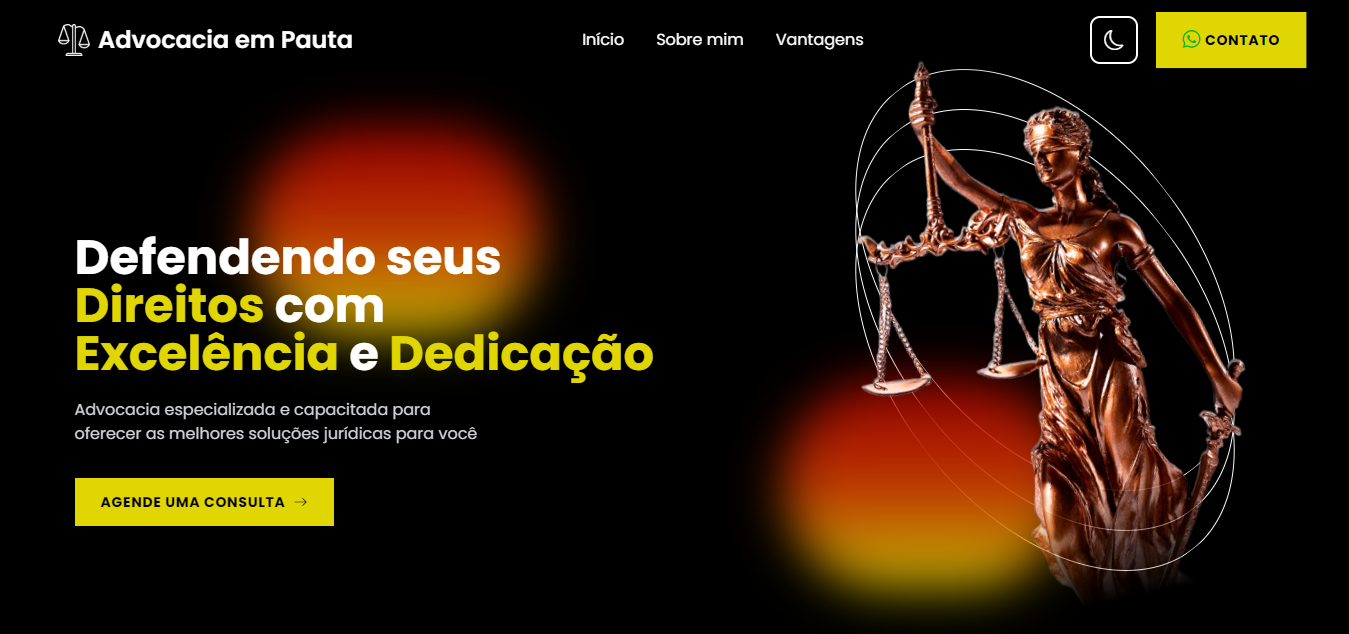 Advocacia em Pauta
Início
Sobre mim
Vantagens
CONTATO
Defendendo seus
Direitos com
Excelência e Dedicação
Advocacia especializada e capacitada para
oferecer as melhores soluções jurídicas para você
AGENDE UMA CONSULTA →